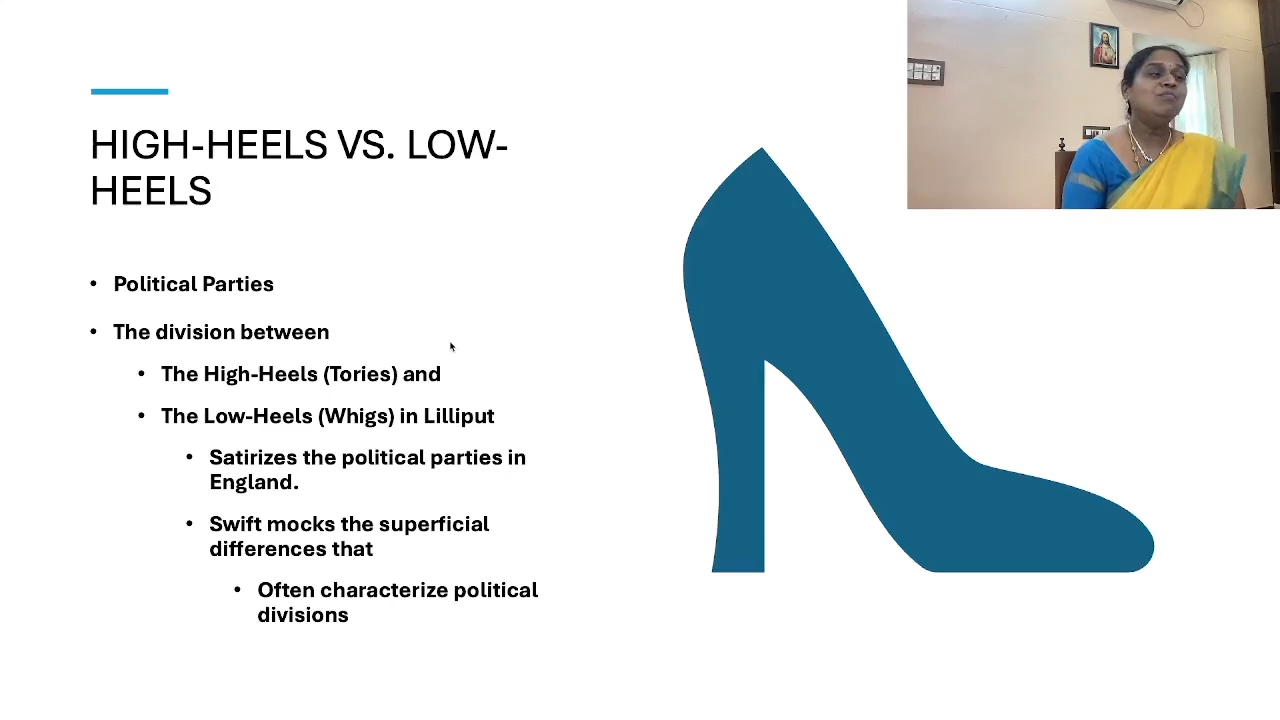 HIGH-HEELS VS. LOW-
HEELS
• Political Parties
• The division between
• The High-Heels (Tories) and
• The Low-Heels (Whigs) in Lilliput
• Satirizes the political parties in
England.
• Swift mocks the superficial
differences that
• Often characterize political
divisions